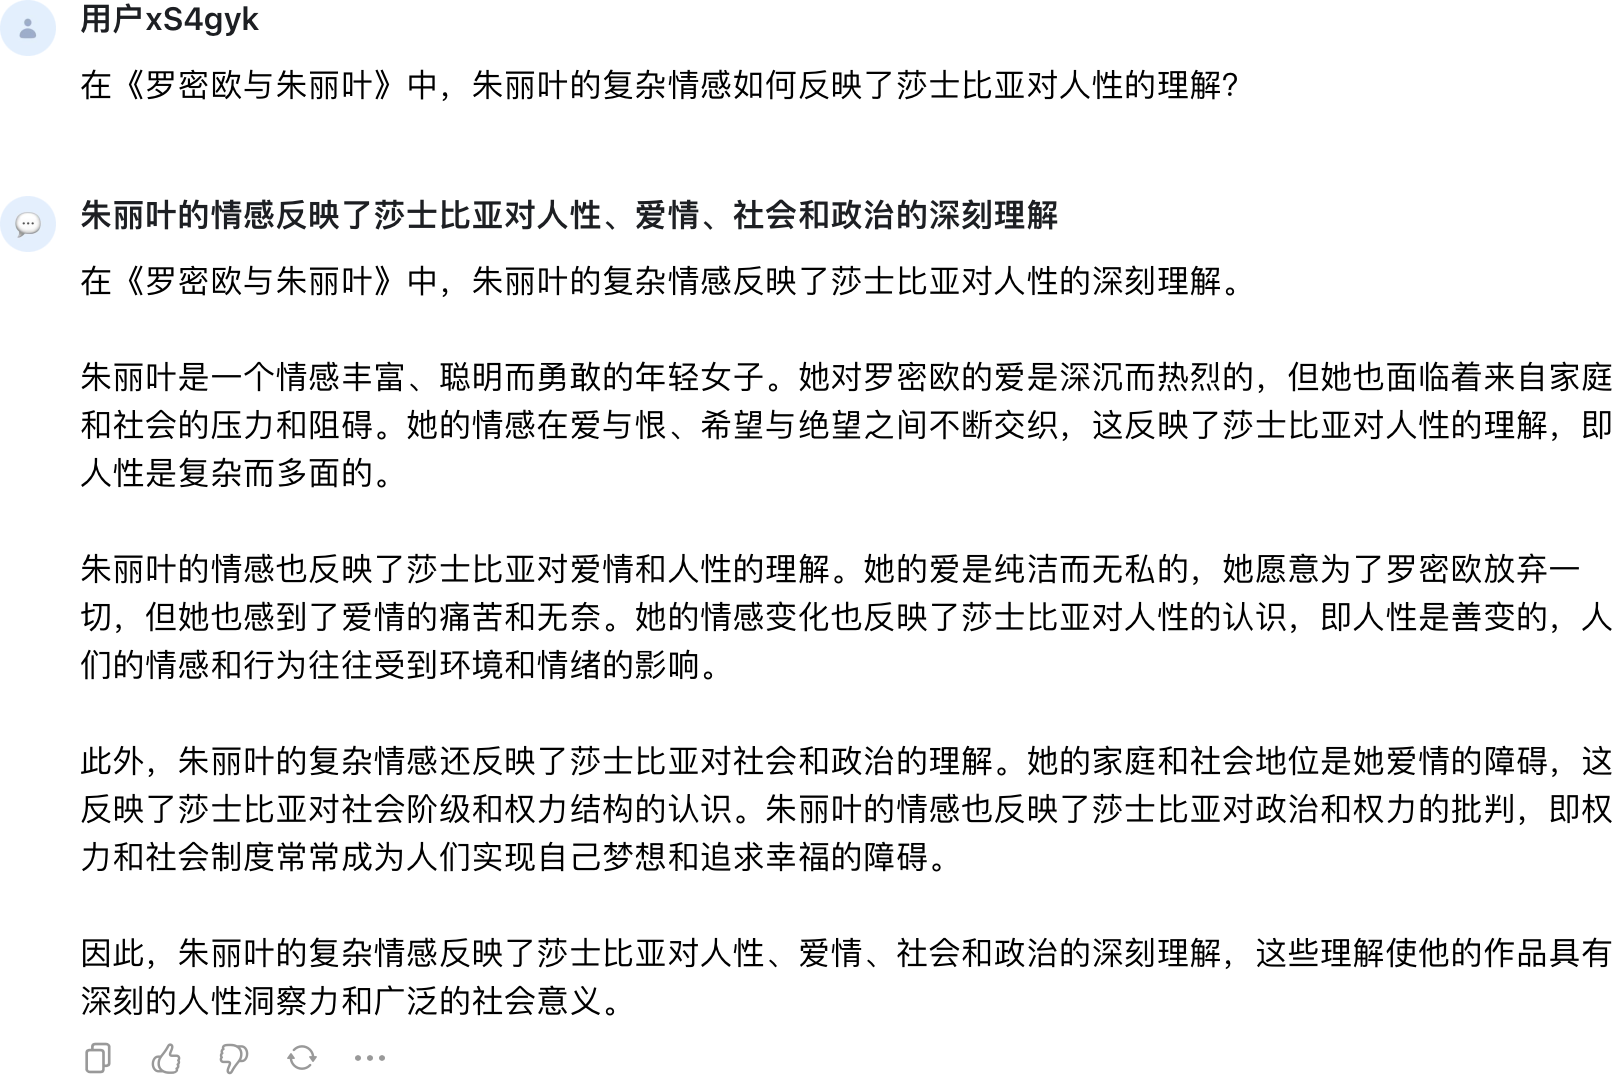 用户xS4gyk
在《罗密欧与朱丽叶》中，朱丽叶的复杂情感如何反映了莎士比亚对人性的理解？
朱丽叶的情感反映了莎士比亚对人性、爱情、社会和政治的深刻理解
在《罗密欧与朱丽叶》中，朱丽叶的复杂情感反映了莎士比亚对人性的深刻理解。
朱丽叶是一个情感丰富、聪明而勇敢的年轻女子。她对罗密欧的爱是深沉而热烈的，但她也面临着来自家庭
和社会的压力和阻碍。她的情感在爱与恨、希望与绝望之间不断交织，这反映了莎士比亚对人性的理解，即
人性是复杂而多面的。
朱丽叶的情感也反映了莎士比亚对爱情和人性的理解。她的爱是纯洁而无私的，她愿意为了罗密欧放弃一
切，但她也感到了爱情的痛苦和无奈。她的情感变化也反映了莎士比亚对人性的认识，即人性是善变的，人
们的情感和行为往往受到环境和情绪的影响。
此外，朱丽叶的复杂情感还反映了莎士比亚对社会和政治的理解。她的家庭和社会地位是她爱情的障碍，这
反映了莎士比亚对社会阶级和权力结构的认识。朱丽叶的情感也反映了莎士比亚对政治和权力的批判，即权
力和社会制度常常成为人们实现自己梦想和追求幸福的障碍。
因此，朱丽叶的复杂情感反映了莎士比亚对人性、爱情、社会和政治的深刻理解，这些理解使他的作品具有
深刻的人性洞察力和广泛的社会意义。